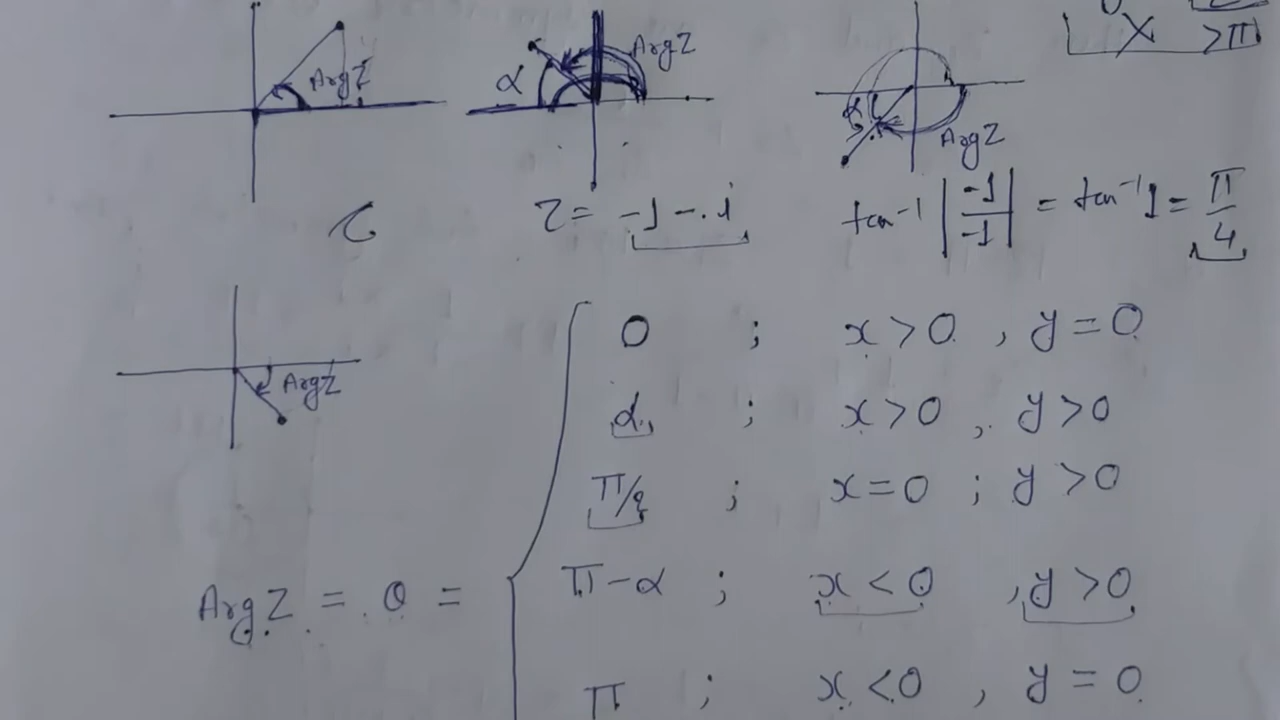 X >π
Arg Z
α Arg Z
Arg Z
Z = -1 - i
tan⁻¹ |-1/-1| = tan⁻¹ 1 = π/4
Arg Z
0 ; x > 0 , y = 0
α ; x > 0 , y > 0
π/2 ; x = 0 ; y > 0
Arg Z = θ = π-α ; x < 0 , y > 0
π ; x < 0 , y = 0